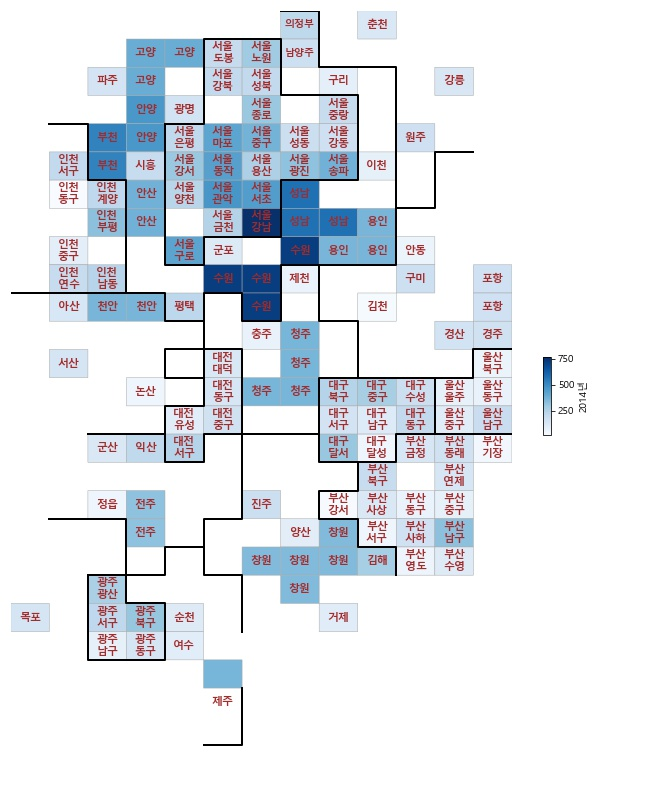 의정부 춘천
고양 고양 서울 서울 남양주
도봉 노원
파주 고양 서울 서울 구리 강릉
강북 성북
안양 광명 서울 서울
종로 중랑
부천 안양 서울 서울 서울 서울 서울 원주
은평 마포 중구 성동 강동
인천 부천 시흥 서울 서울 서울 서울 서울 이천
서구 강서 동작 용산 광진 송파
인천 인천 안산 서울 서울 서울 성남
동구 계양 양천 관악 서초
인천 안산 서울 서울 성남 성남 용인
부평 금천 강남
인천 서울 군포 수원 용인 용인 안동
중구 구로
인천 인천 수원 수원 제천 구미 포항
연수 남동
아산 천안 천안 평택 수원 김천 포항
충주 청주 경산 경주
서산 대전 청주 울산
대덕 북구
논산 대전 청주 청주 대구 대구 대구 울산 울산
동구 북구 중구 수성 울주 동구
대전 대전 대구 대구 대구 울산 울산
유성 중구 서구 남구 동구 중구 남구
군산 익산 대전 대구 대구 부산 부산 부산
서구 달서 달성 금정 동래 기장
부산 부산
북구 연제
정읍 전주 진주 부산 부산 부산 부산
강서 사상 동구 중구
전주 양산 창원 부산 부산 부산
서구 사하 남구
창원 창원 창원 김해 부산 부산
영도 수영
광주 창원
광산
목포 광주 광주 순천 거제
서구 북구
광주 광주 여수
남구 동구
제주
750
500
250
2014년